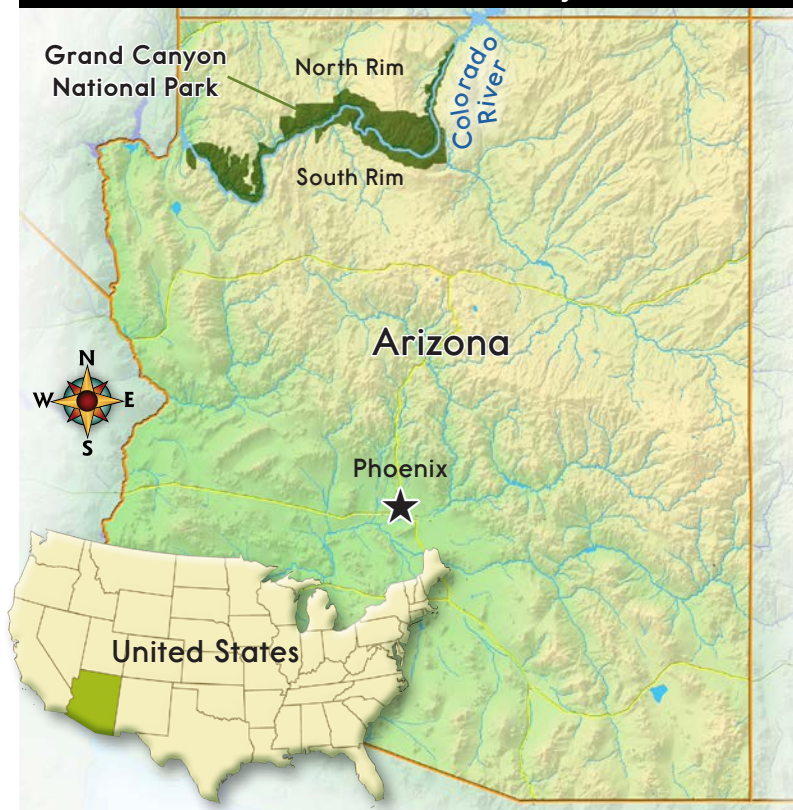 Grand Canyon
National Park
North Rim
Colorado
River
South Rim
Arizona
N
W
E
S
Phoenix
United States